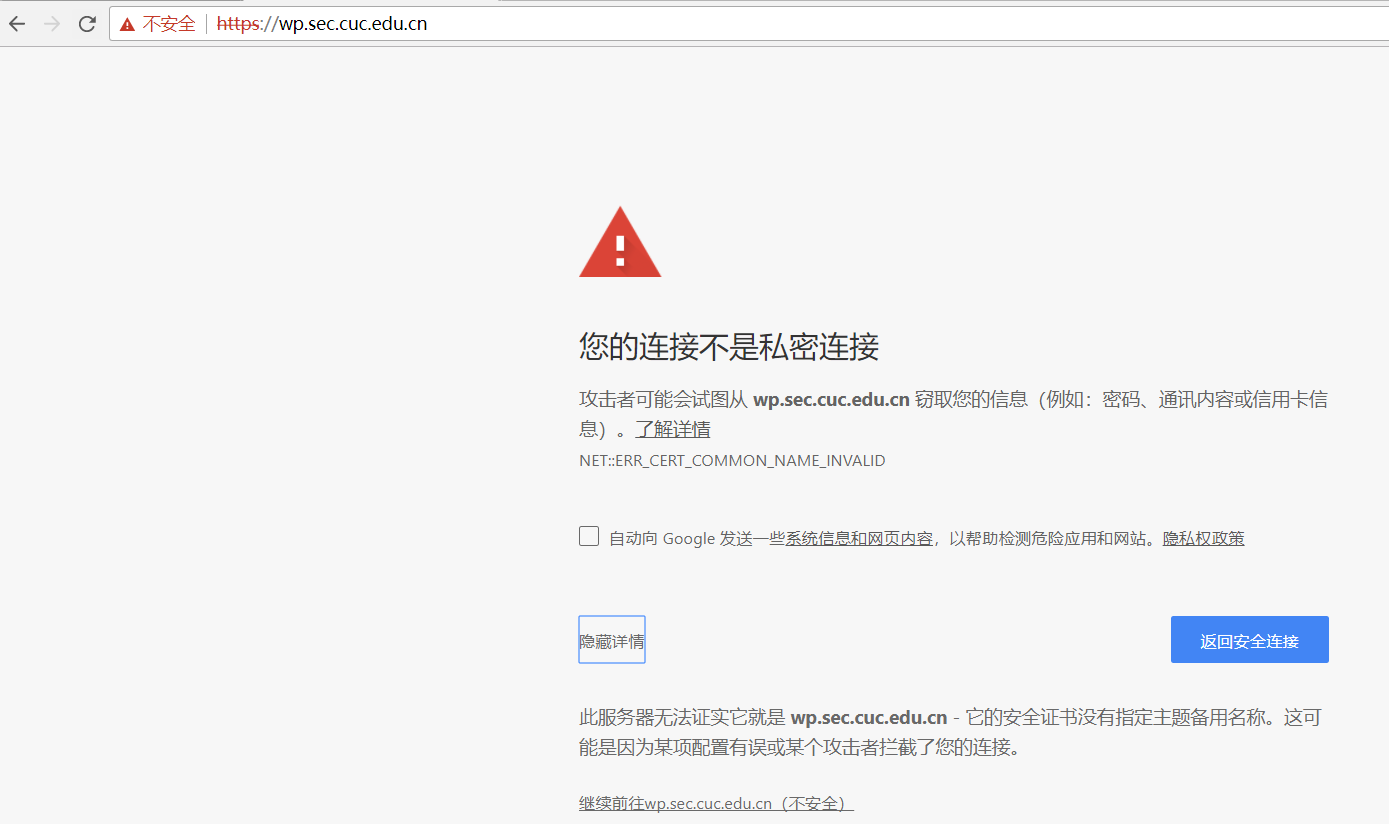 不安全 https://wp.sec.cuc.edu.cn
您的连接不是私密连接
攻击者可能会试图从 wp.sec.cuc.edu.cn 窃取您的信息（例如：密码、通讯内容或信用卡信
息）。了解详情
NET::ERR_CERT_COMMON_NAME_INVALID
自动向 Google 发送一些系统信息和网页内容，以帮助检测危险应用和网站。隐私权政策
隐藏详情
返回安全连接
此服务器无法证实它就是 wp.sec.cuc.edu.cn - 它的安全证书没有指定主题备用名称。这可
能是因为某项配置有误或某个攻击者拦截了您的连接。
继续前往wp.sec.cuc.edu.cn（不安全）